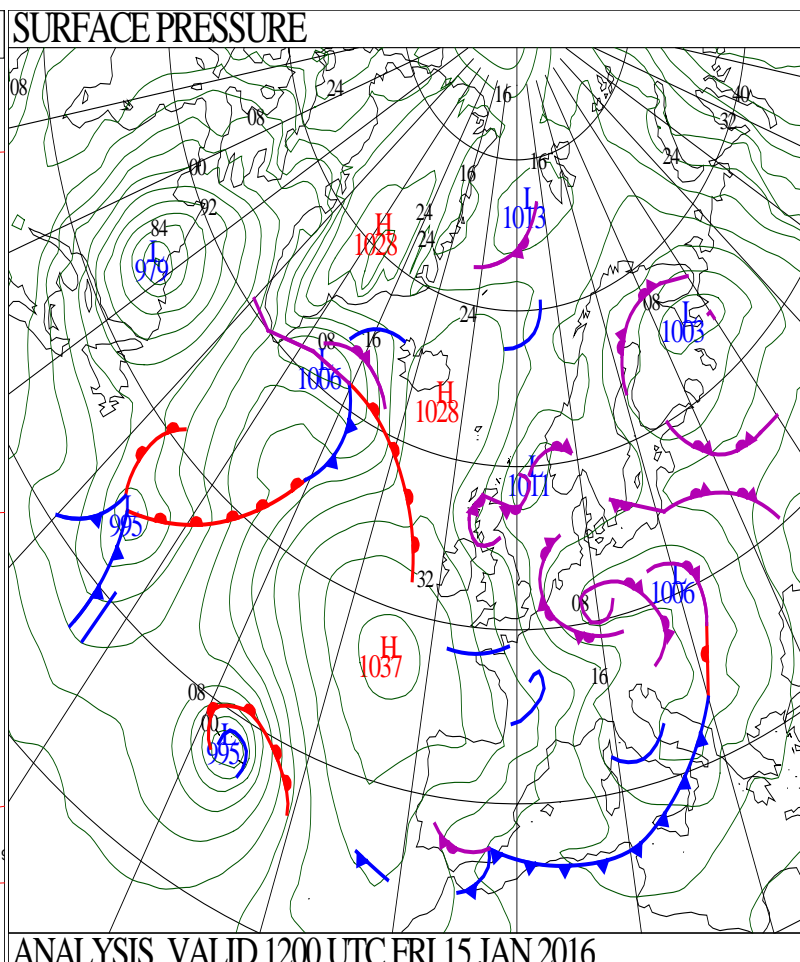 SURFACE PRESSURE
08
24
16
40
32
08
16
24
00
16
92
24
84
24
L
1013
H
1028
L
979
08
24
L
1003
08
16
L
1006
H
1028
L
1011
995
32
08
L
1006
H
1037
16
08
00
L
995
ANALYSIS VALID 1200 UTC FRI 15 JAN 2016